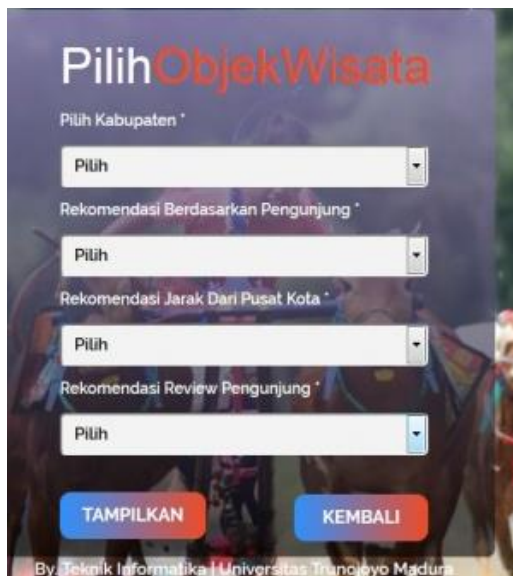 PilihObjekWisata
Pilih Kabupaten *
Pilih
Rekomendasi Berdasarkan Pengunjung *
Pilih
Rekomendasi Jarak Dari Pusat Kota *
Pilih
Rekomendasi Review Pengunjung *
Pilih
TAMPILKAN KEMBALI
By. Teknik Informatika | Universitas Trunojoyo Madura